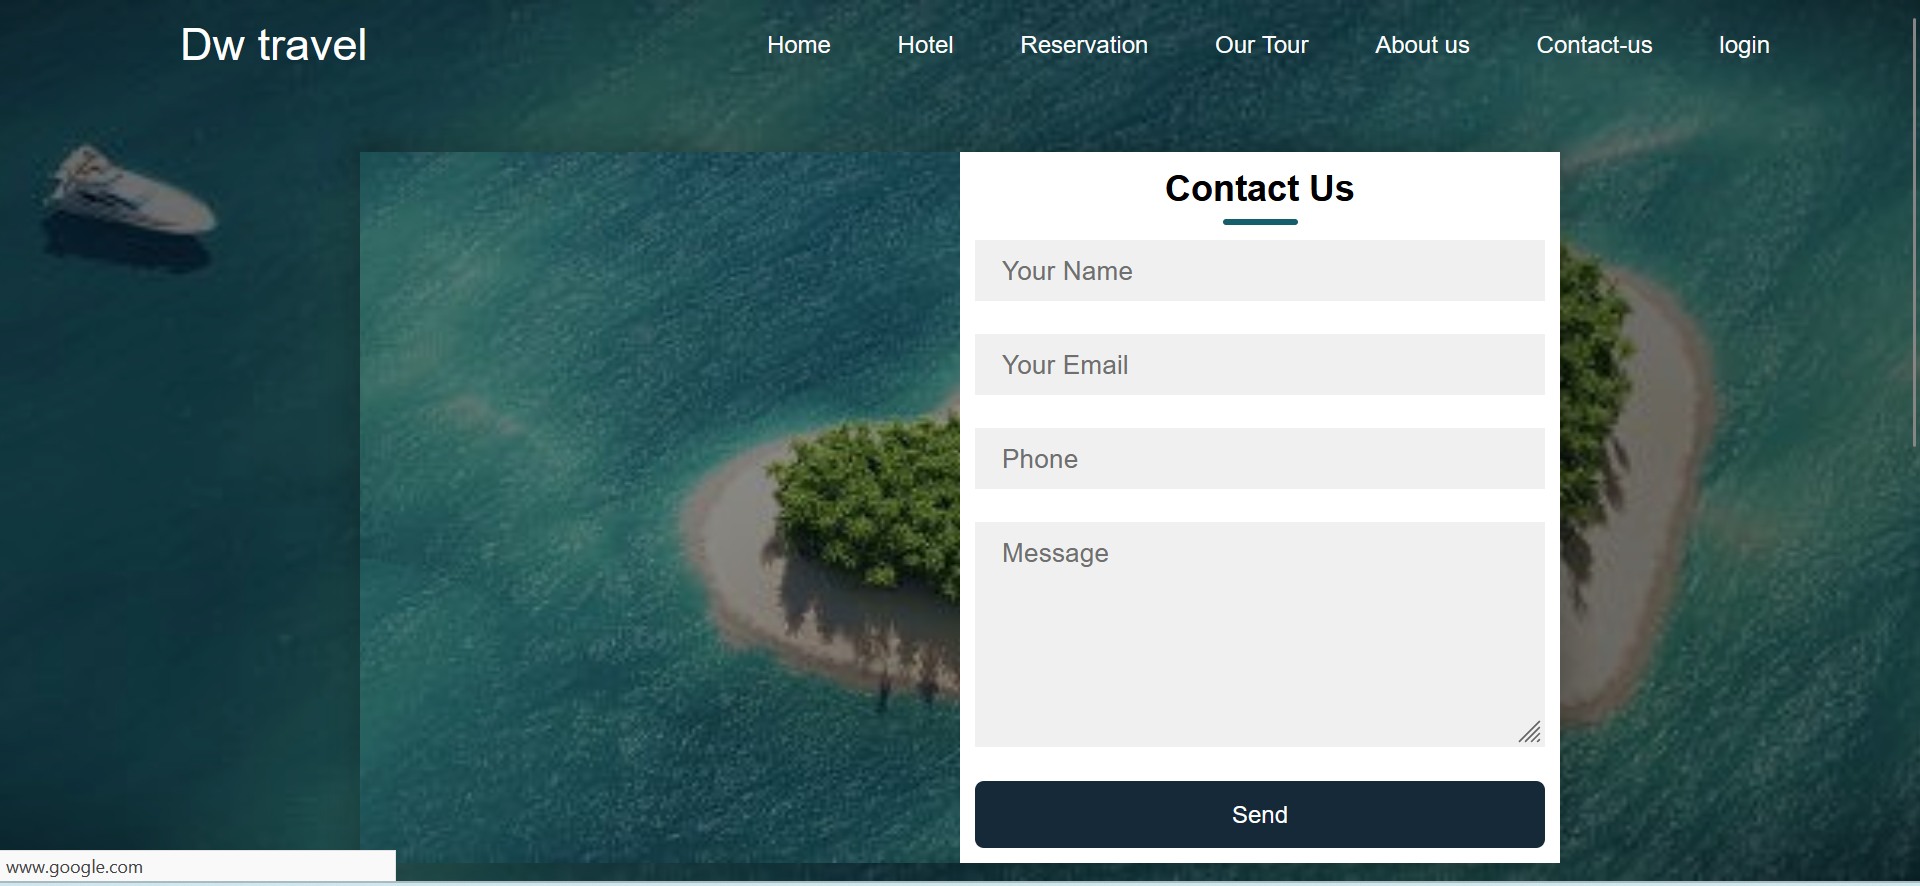 Dw travel
Home Hotel Reservation Our Tour About us Contact-us login
Contact Us
Your Name
Your Email
Phone
Message
Send
www.google.com